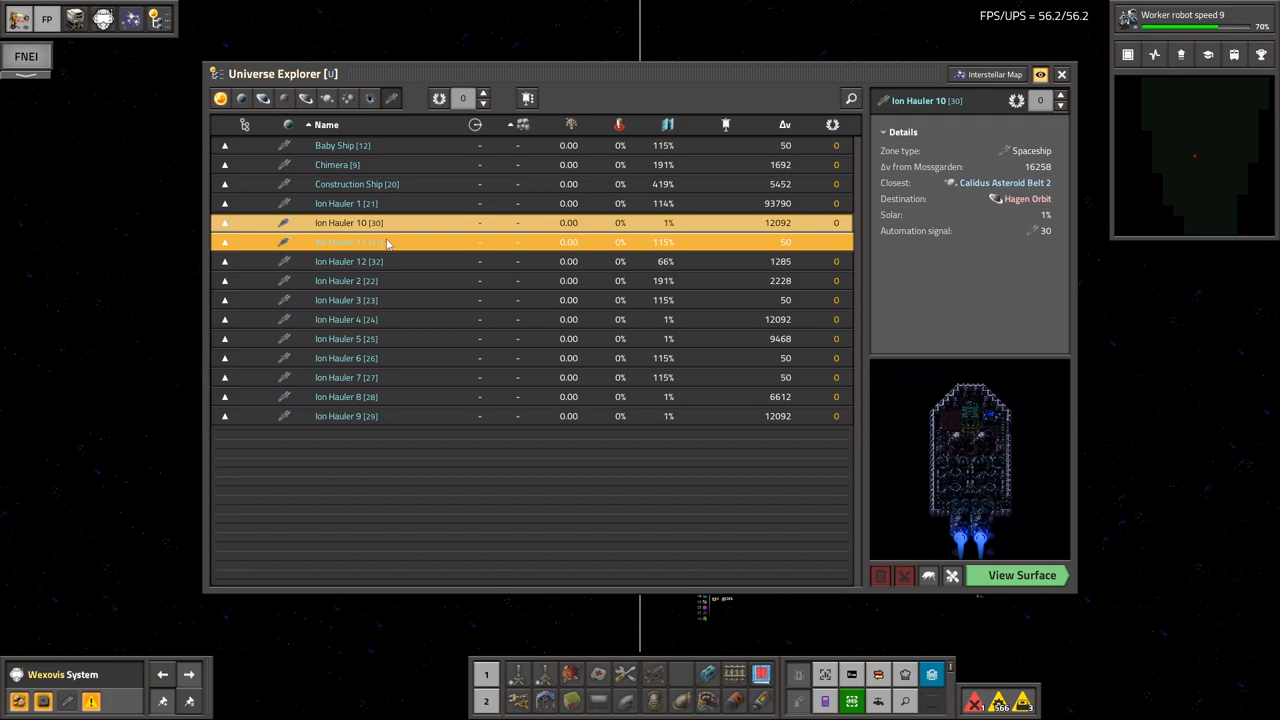 FP
FPS/UPS = 56.2/56.2
Worker robot speed 9
70%
FNEI
Universe Explorer [U]
Interstellar Map
0
Ion Hauler 10 [30]
0
Name
Δv
Details
Baby Ship [12] - - 0.00 0% 115% 50 0
Zone type: Spaceship
Chimera [9] - - 0.00 0% 191% 1692 0
Δv from Mossgarden: 16258
Construction Ship [20] - - 0.00 0% 419% 5452 0
Closest: Calidus Asteroid Belt 2
Ion Hauler 1 [21] - - 0.00 0% 114% 93790 0
Destination: Hagen Orbit
Solar: 1%
Ion Hauler 10 [30] - - 0.00 0% 1% 12092 0
Automation signal: 30
Ion Hauler 11 [31] - - 0.00 0% 115% 50 0
Ion Hauler 12 [32] - - 0.00 0% 66% 1285 0
Ion Hauler 2 [22] - - 0.00 0% 191% 2228 0
Ion Hauler 3 [23] - - 0.00 0% 115% 50 0
Ion Hauler 4 [24] - - 0.00 0% 1% 12092 0
Ion Hauler 5 [25] - - 0.00 0% 1% 9468 0
Ion Hauler 6 [26] - - 0.00 0% 115% 50 0
Ion Hauler 7 [27] - - 0.00 0% 115% 50 0
Ion Hauler 8 [28] - - 0.00 0% 1% 6612 0
Ion Hauler 9 [29] - - 0.00 0% 1% 12092 0
View Surface
Wexovis System
1
2
1
566
3